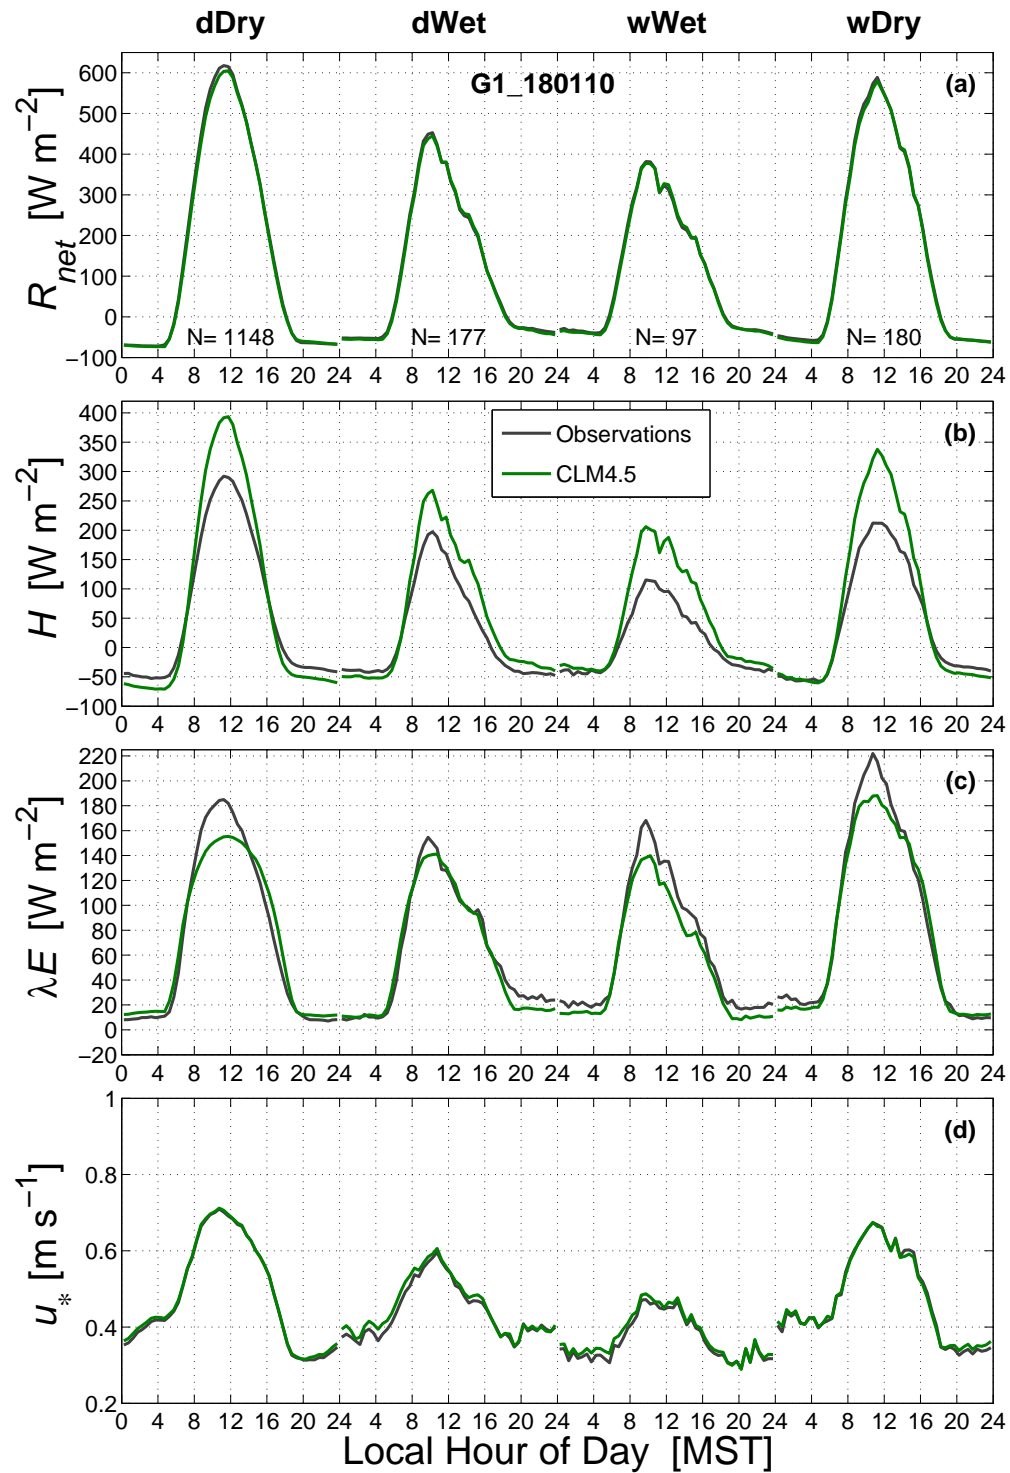 dDry dWet wWet wDry
G1_180110 (a)
R_net [W m⁻²]
600
500
400
300
200
100
0
−100
N= 1148 N= 177 N= 97 N= 180
0 4 8 12 16 20 24 4 8 12 16 20 24 4 8 12 16 20 24 4 8 12 16 20 24
(b)
Observations
CLM4.5
H [W m⁻²]
400
350
300
250
200
150
100
50
0
−50
−100
0 4 8 12 16 20 24 4 8 12 16 20 24 4 8 12 16 20 24 4 8 12 16 20 24
(c)
λE [W m⁻²]
220
200
180
160
140
120
100
80
60
40
20
0
−20
0 4 8 12 16 20 24 4 8 12 16 20 24 4 8 12 16 20 24 4 8 12 16 20 24
(d)
u* [m s⁻¹]
1
0.8
0.6
0.4
0.2
0 4 8 12 16 20 24 4 8 12 16 20 24 4 8 12 16 20 24 4 8 12 16 20 24
Local Hour of Day [MST]